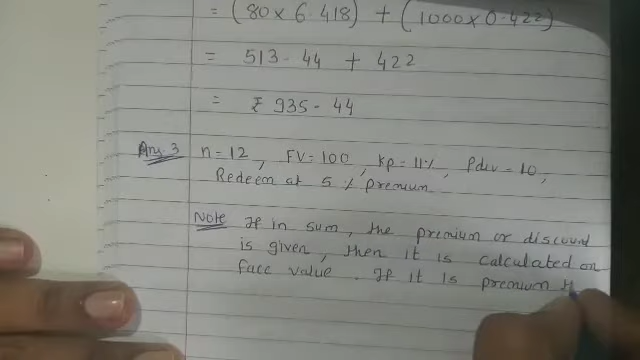 = (80 x 6.418) + (1000 x 0.422)
= 513-44 + 422
= ₹ 935-44
Ans.3 n=12, FV=100, kp=11%, Pdiv=10,
Redeem at 5 % premium
Note If in sum, the premium or discount
is given, then it is calculated on
face value. If it is premium